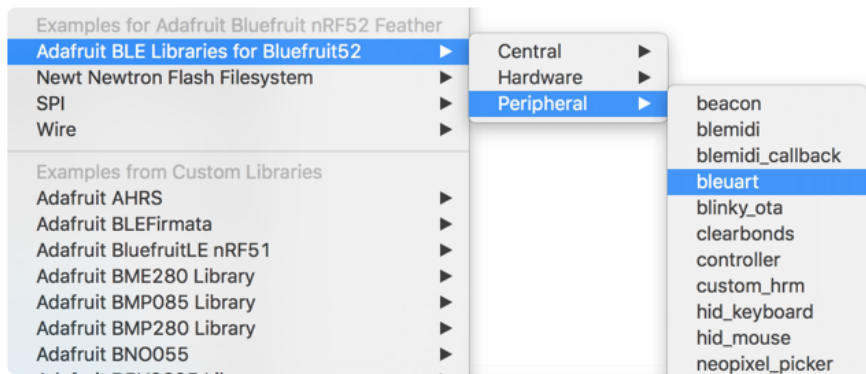 Examples for Adafruit Bluefruit nRF52 Feather
Adafruit BLE Libraries for Bluefruit52
Newt Newtron Flash Filesystem
SPI
Wire
Examples from Custom Libraries
Adafruit AHRS
Adafruit BLEFirmata
Adafruit BluefruitLE nRF51
Adafruit BME280 Library
Adafruit BMP085 Library
Adafruit BMP280 Library
Adafruit BNO055
Central
Hardware
Peripheral
beacon
blemidi
blemidi_callback
bleuart
blinky_ota
clearbonds
controller
custom_hrm
hid_keyboard
hid_mouse
neopixel_picker